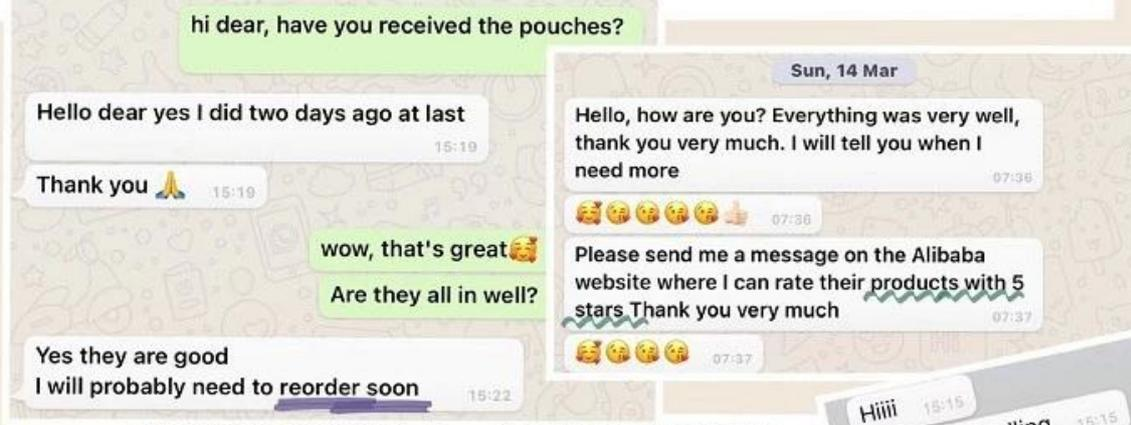 hi dear, have you received the pouches?
Hello dear yes I did two days ago at last
15:19
Thank you 🙏 15:19
wow, that's great🥰
Are they all in well?
Yes they are good
I will probably need to reorder soon
15:22
Sun, 14 Mar
Hello, how are you? Everything was very well,
thank you very much. I will tell you when I
need more
07:36
🥰😘😘😘😘👍🏻 07:36
Please send me a message on the Alibaba
website where I can rate their products with 5
stars Thank you very much
07:37
🥰😘😘😘 07:37
Hiiii 15:15
15:15